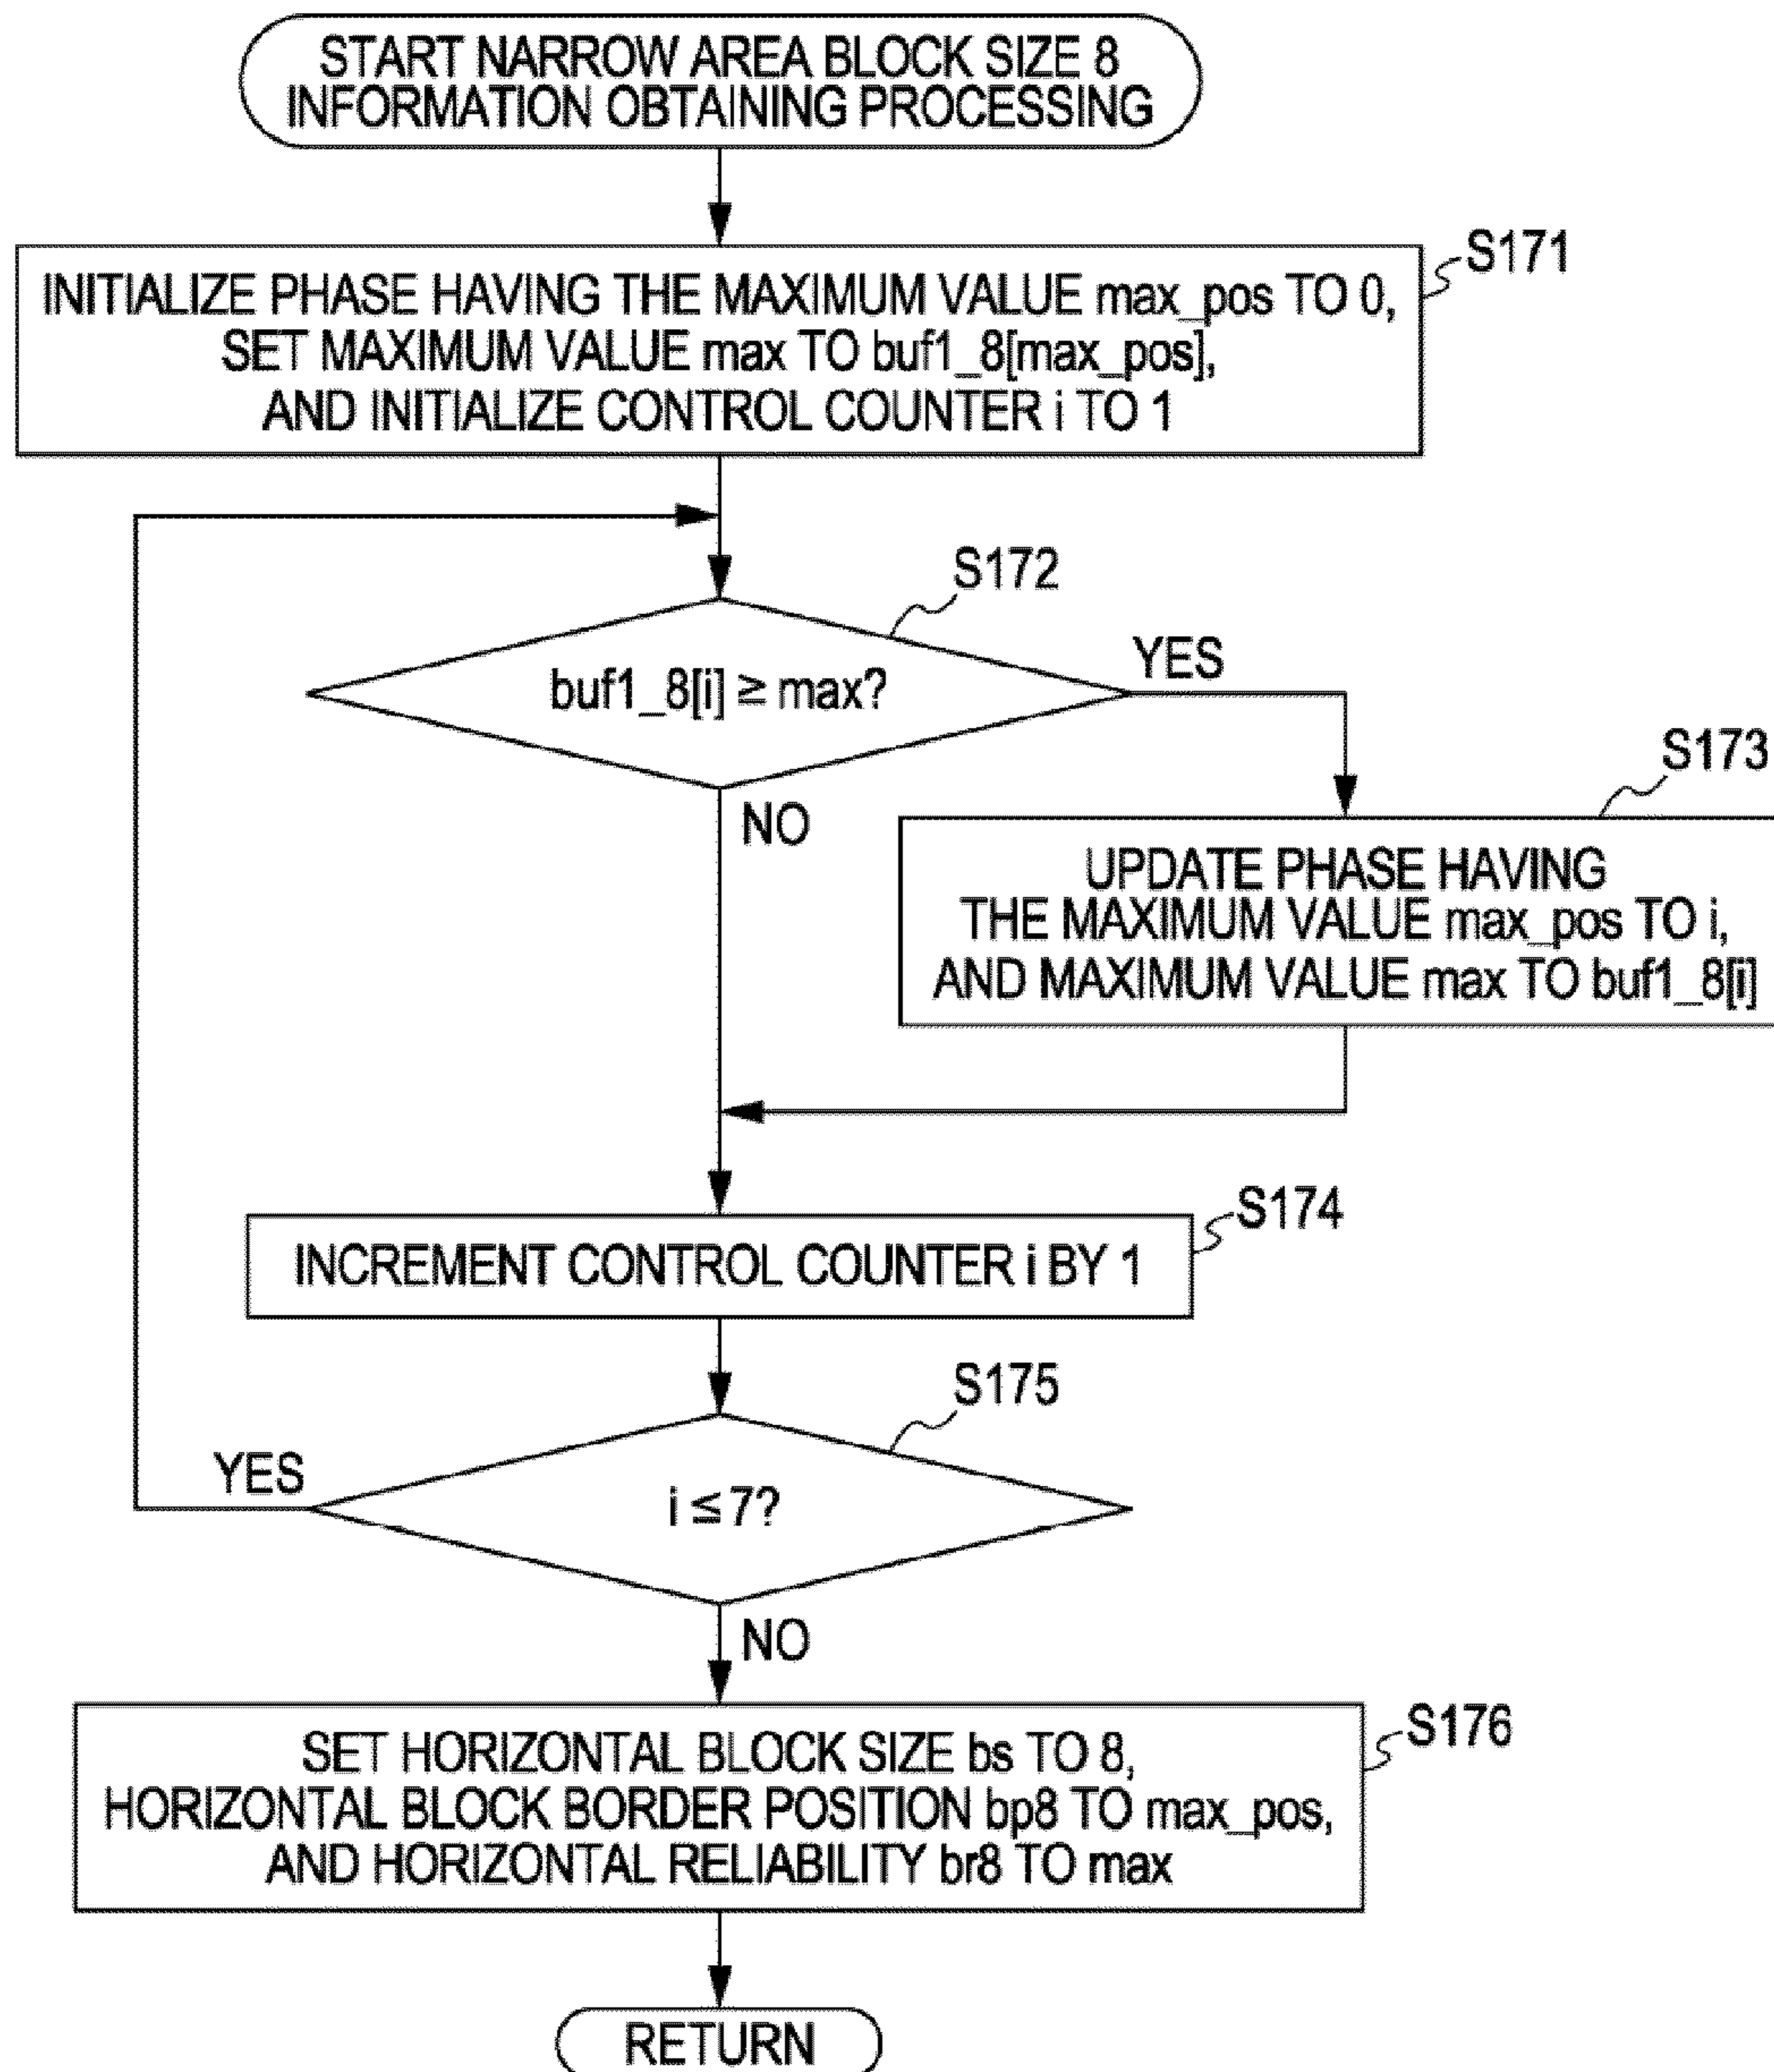 START NARROW AREA BLOCK SIZE 8
INFORMATION OBTAINING PROCESSING
S171
INITIALIZE PHASE HAVING THE MAXIMUM VALUE max_pos TO 0,
SET MAXIMUM VALUE max TO buf1_8[max_pos],
AND INITIALIZE CONTROL COUNTER i TO 1
S172
buf1_8[i] ≥ max?
YES
NO
S173
UPDATE PHASE HAVING
THE MAXIMUM VALUE max_pos TO i,
AND MAXIMUM VALUE max TO buf1_8[i]
S174
INCREMENT CONTROL COUNTER i BY 1
S175
YES
i ≤ 7?
NO
S176
SET HORIZONTAL BLOCK SIZE bs TO 8,
HORIZONTAL BLOCK BORDER POSITION bp8 TO max_pos,
AND HORIZONTAL RELIABILITY br8 TO max
RETURN